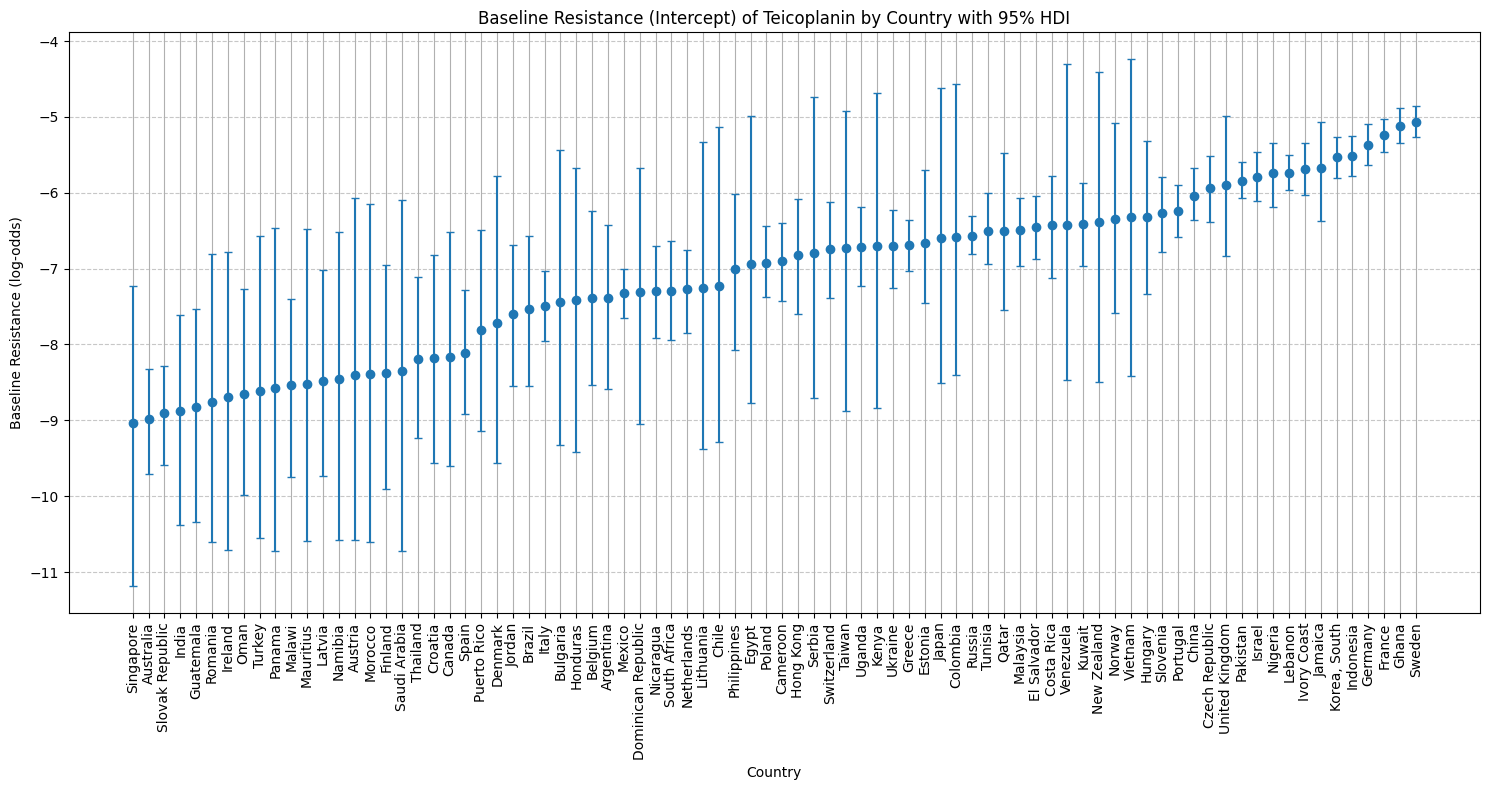 Baseline Resistance (Intercept) of Teicoplanin by Country with 95% HDI
Baseline Resistance (log-odds)
−4
−5
−6
−7
−8
−9
−10
−11
Singapore
Australia
Slovak Republic
India
Guatemala
Romania
Ireland
Oman
Turkey
Panama
Malawi
Mauritius
Latvia
Namibia
Austria
Morocco
Finland
Saudi Arabia
Thailand
Croatia
Canada
Spain
Puerto Rico
Denmark
Jordan
Brazil
Italy
Bulgaria
Honduras
Belgium
Argentina
Mexico
Dominican Republic
Nicaragua
South Africa
Netherlands
Lithuania
Chile
Philippines
Egypt
Poland
Cameroon
Hong Kong
Serbia
Switzerland
Taiwan
Uganda
Kenya
Ukraine
Greece
Estonia
Japan
Colombia
Russia
Tunisia
Qatar
Malaysia
El Salvador
Costa Rica
Venezuela
Kuwait
New Zealand
Norway
Vietnam
Hungary
Slovenia
Portugal
China
Czech Republic
United Kingdom
Pakistan
Israel
Nigeria
Lebanon
Ivory Coast
Jamaica
Korea, South
Indonesia
Germany
France
Ghana
Sweden
Country